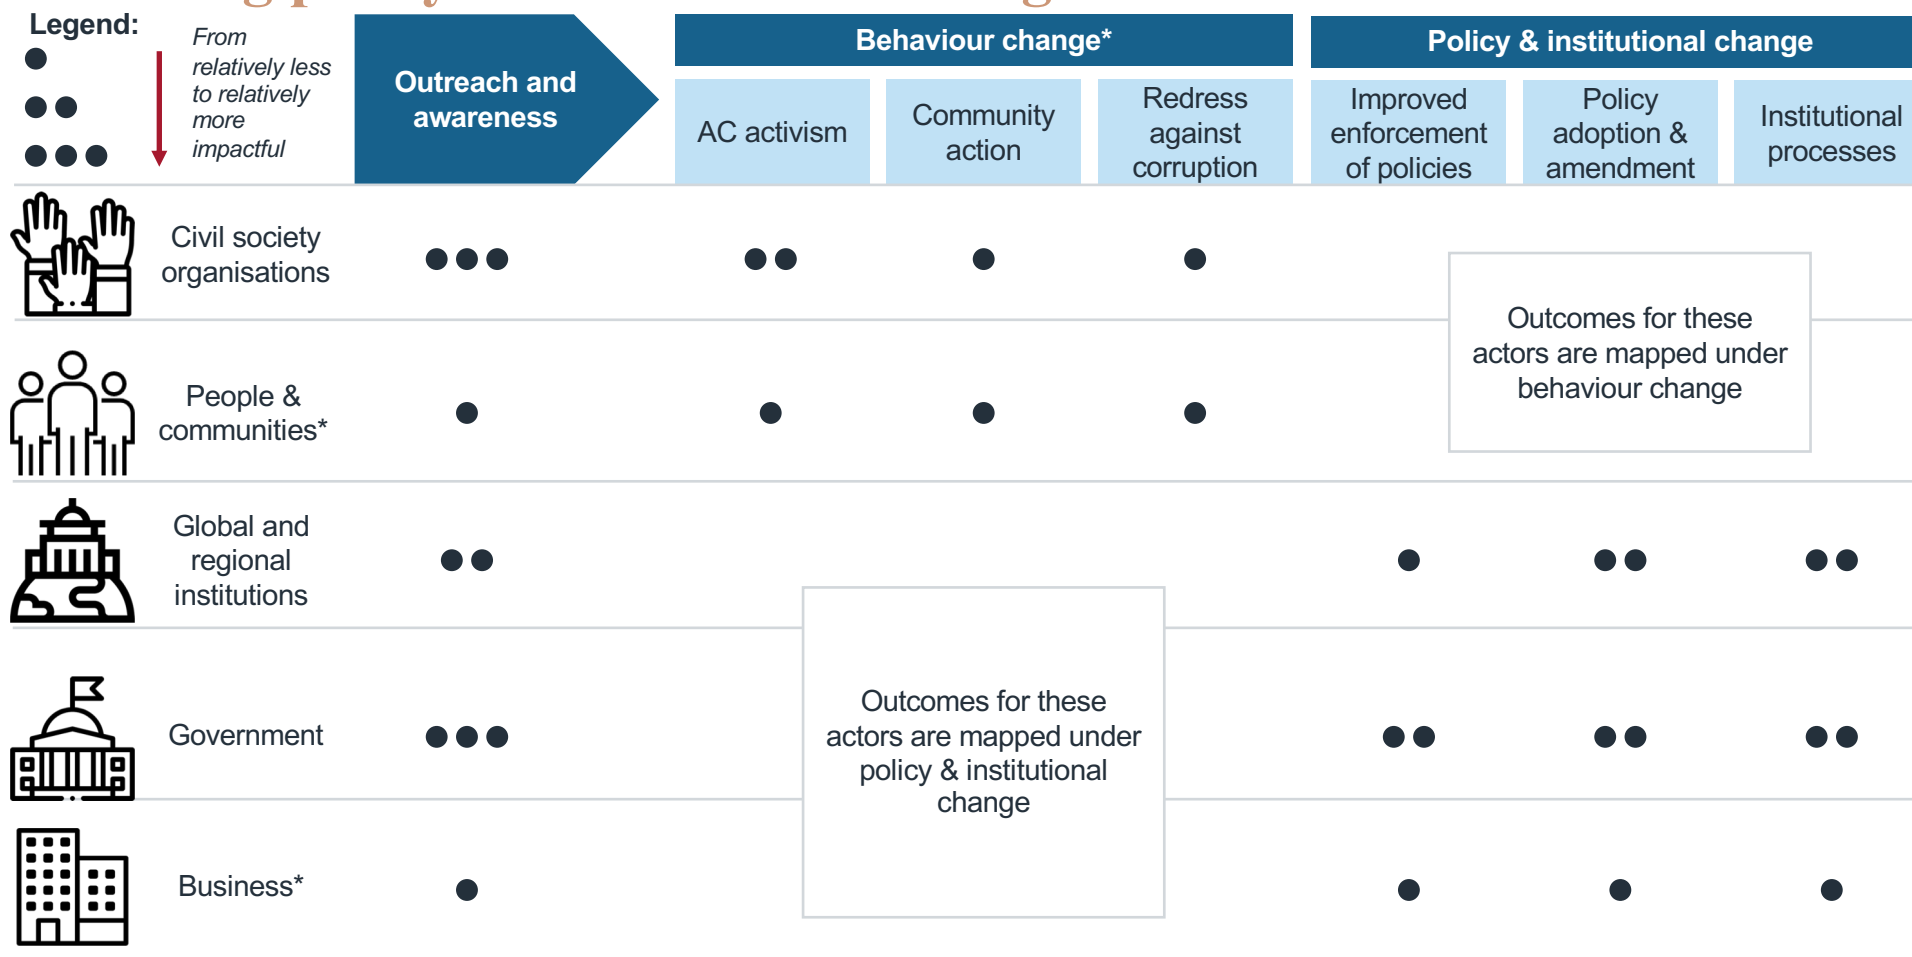 Legend:
From
relatively less
to relatively
more
impactful
Outreach and
awareness
Behaviour change*
AC activism
Community
action
Redress
against
corruption
Policy & institutional change
Improved
enforcement
of policies
Policy
adoption &
amendment
Institutional
processes
Civil society
organisations
Outcomes for these
actors are mapped under
behaviour change
People &
communities*
Global and
regional
institutions
Government
Outcomes for these
actors are mapped under
policy & institutional
change
Business*